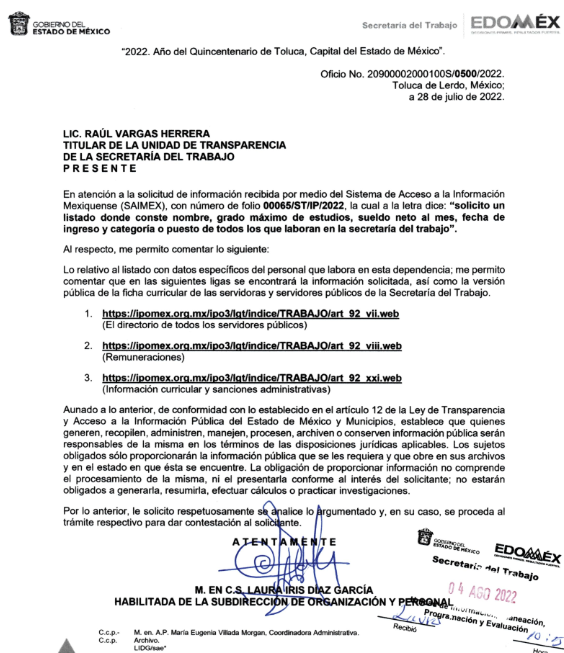 GOBIERNO DEL
ESTADO DE MÉXICO
Secretaría del Trabajo
EDOMÉX
"2022. Año del Quincentenario de Toluca, Capital del Estado de México".
Oficio No. 20900002000100S/0500/2022.
Toluca de Lerdo, México;
a 28 de julio de 2022.
LIC. RAÚL VARGAS HERRERA
TITULAR DE LA UNIDAD DE TRANSPARENCIA
DE LA SECRETARÍA DEL TRABAJO
P R E S E N T E
En atención a la solicitud de información recibida por medio del Sistema de Acceso a la Información
Mexiquense (SAIMEX), con número de folio 00065/ST/IP/2022, la cual a la letra dice: "solicito un
listado donde conste nombre, grado máximo de estudios, sueldo neto al mes, fecha de
ingreso y categoría o puesto de todos los que laboran en la secretaría del trabajo".
Al respecto, me permito comentar lo siguiente:
Lo relativo al listado con datos específicos del personal que labora en esta dependencia; me permito
comentar que en las siguientes ligas se encontrará la información solicitada, así como la versión
pública de la ficha curricular de las servidoras y servidores públicos de la Secretaría del Trabajo.
1. https://ipomex.org.mx/ipo3/lgt/indice/TRABAJO/art_92_vii.web
(El directorio de todos los servidores públicos)
2. https://ipomex.org.mx/ipo3/lgt/indice/TRABAJO/art_92_viii.web
(Remuneraciones)
3. https://ipomex.org.mx/ipo3/lgt/indice/TRABAJO/art_92_xxi.web
(Información curricular y sanciones administrativas)
Aunado a lo anterior, de conformidad con lo establecido en el artículo 12 de la Ley de Transparencia
y Acceso a la Información Pública del Estado de México y Municipios, establece que quienes
generen, recopilen, administren, manejen, procesen, archiven o conserven información pública serán
responsables de la misma en los términos de las disposiciones jurídicas aplicables. Los sujetos
obligados sólo proporcionarán la información pública que se les requiera y que obre en sus archivos
y en el estado en que ésta se encuentre. La obligación de proporcionar información no comprende
el procesamiento de la misma, ni el presentarla conforme al interés del solicitante; no estarán
obligados a generarla, resumirla, efectuar cálculos o practicar investigaciones.
Por lo anterior, le solicito respetuosamente se analice lo argumentado y, en su caso, se proceda al
trámite respectivo para dar contestación al solicitante.
A T E N T A M E N T E
M. EN C.S. LAURA IRIS DÍAZ GARCÍA
HABILITADA DE LA SUBDIRECCIÓN DE ORGANIZACIÓN Y PERSONAL
GOBIERNO DEL
ESTADO DE MÉXICO
EDOMÉX
Secretaría del Trabajo
04 AGO 2022
de Información, Planeación,
Programación y Evaluación
Recibió
10:5
C.c.p.- M. en. A.P. María Eugenia Villada Morgan, Coordinadora Administrativa.
C.c.p. Archivo.
LIDG/sae*